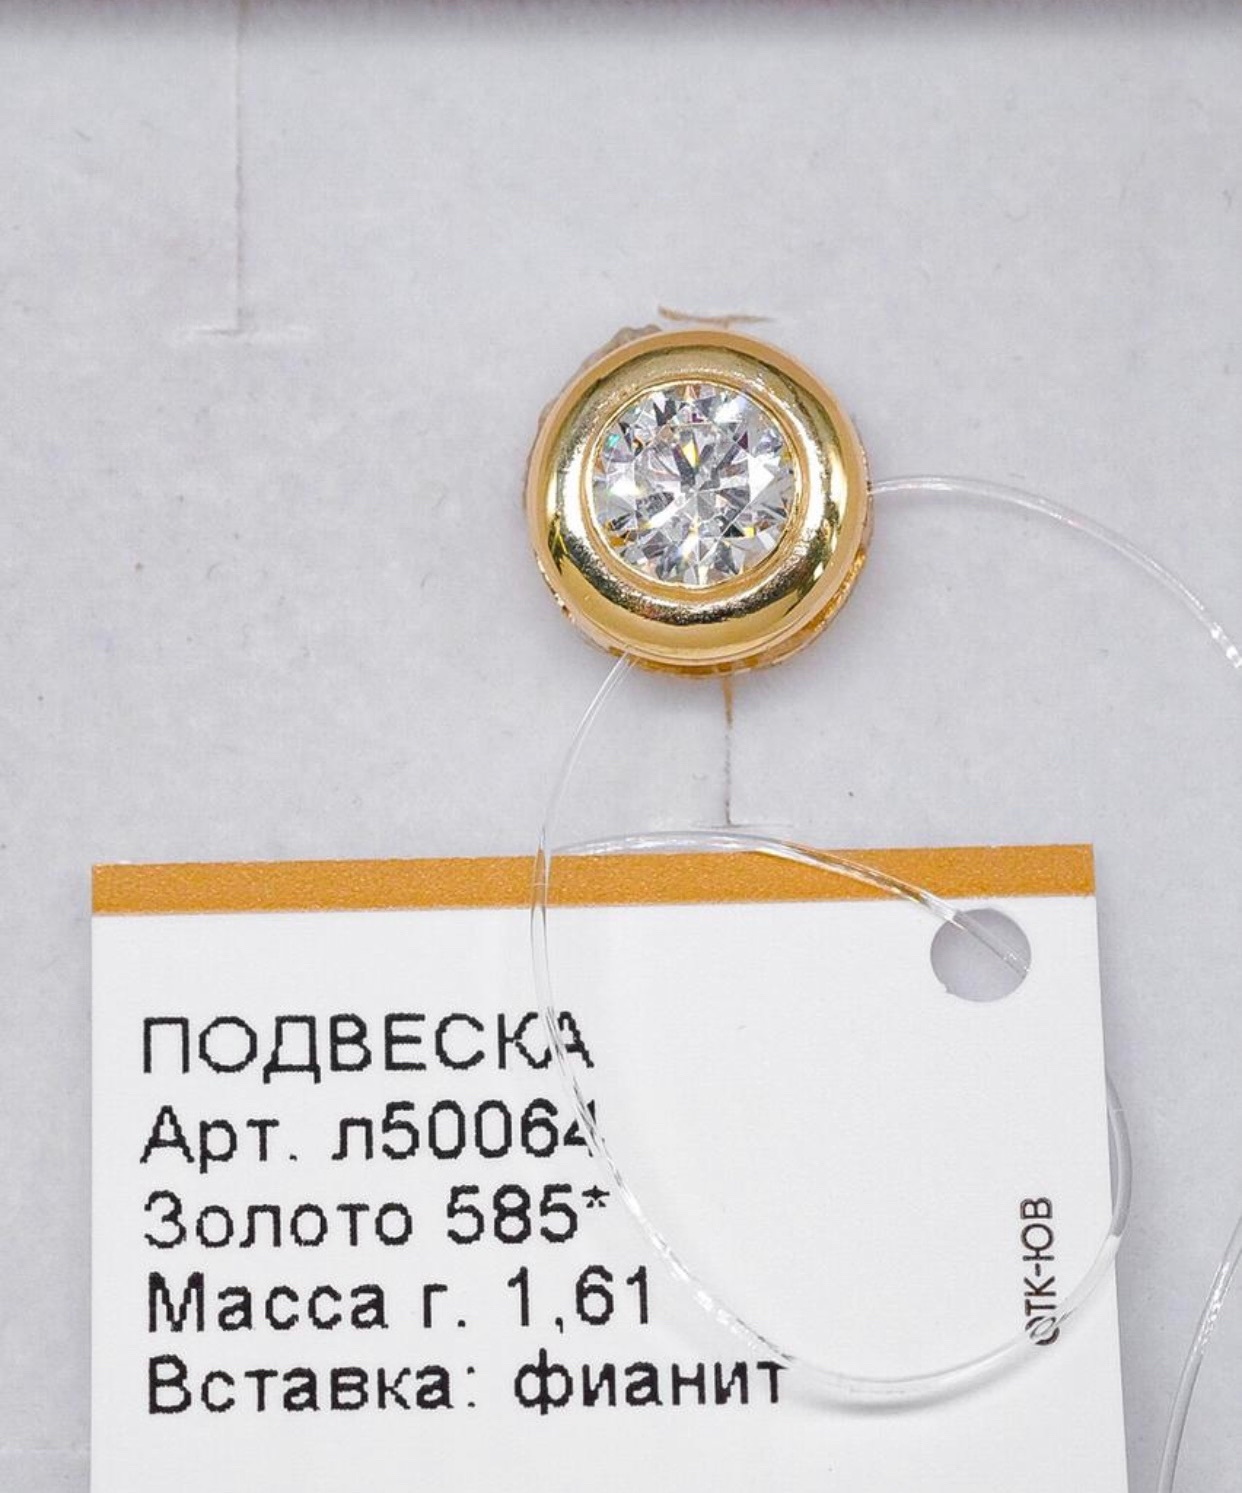 ПОДВЕСКА
Арт. л50064
Золото 585*
Масса г. 1,61
Вставка: фианит
ОТК-ЮВ